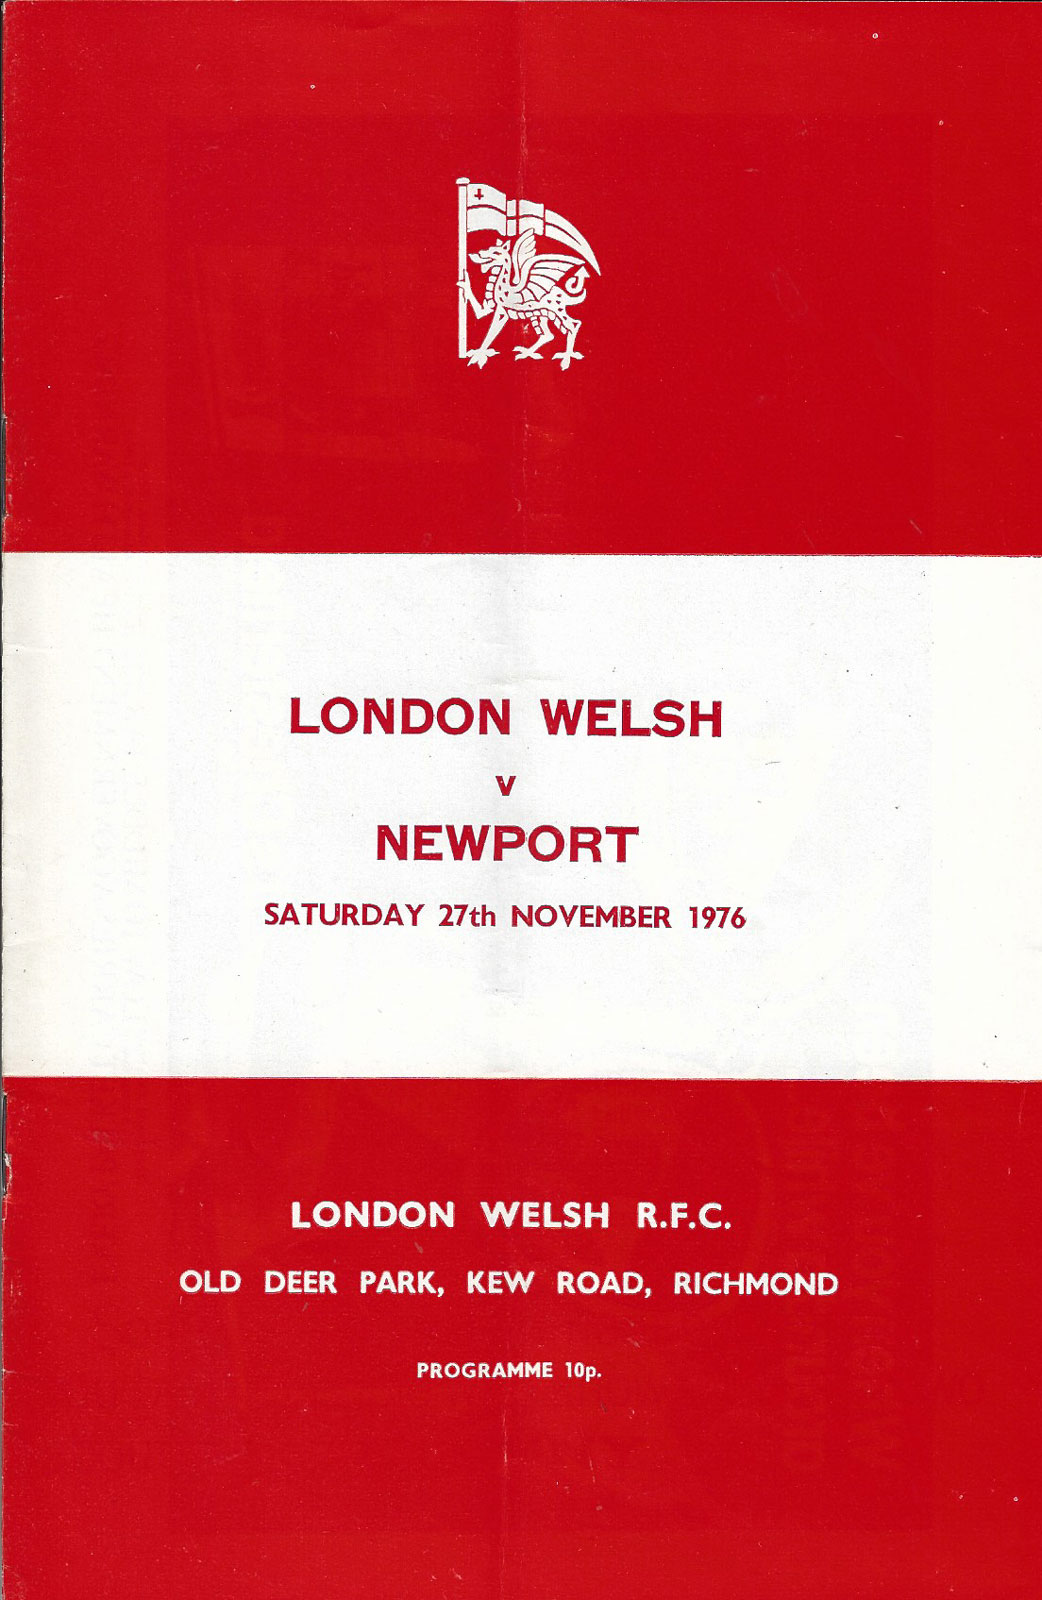 LONDON WELSH
v
NEWPORT
SATURDAY 27th NOVEMBER 1976
LONDON WELSH R.F.C.
OLD DEER PARK, KEW ROAD, RICHMOND
PROGRAMME 10p.